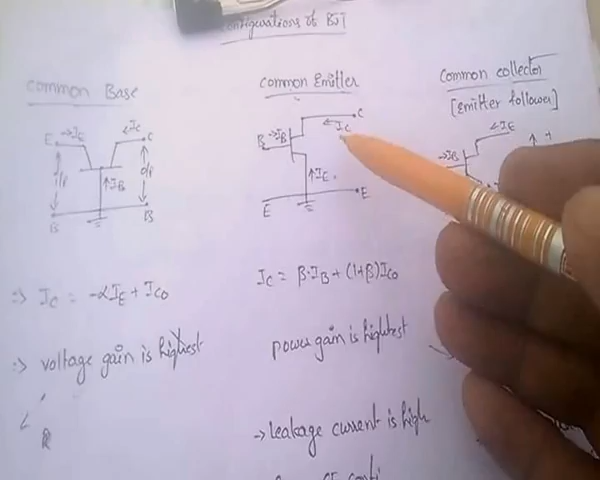 Configurations of BJT
Common Base
E →IE ←IC C
i/p o/p
↑IB
B B
⇒ IC = -αIE + ICO
⇒ voltage gain is highest
Common Emitter
C
B →IB ←IC
↑IE
E E
IC = β·IB + (1+β)ICO
power gain is highest
→ leakage current is high
Common collector
[Emitter follower]
←IE
→IB